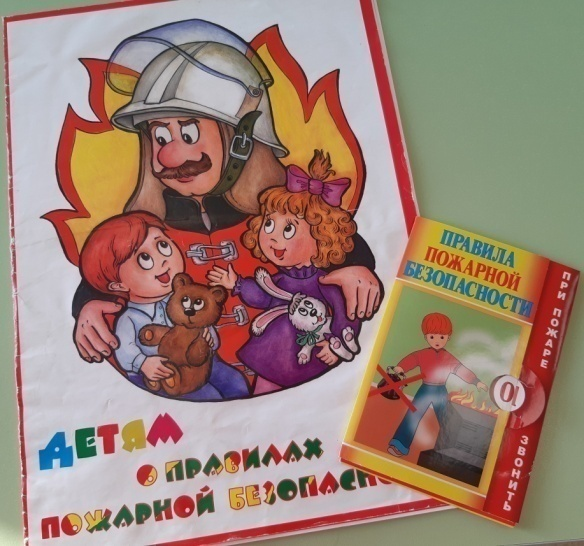 ДЕТЯМ
О ПРАВИЛАХ
ПОЖАРНОЙ БЕЗОПАСНО
ПРАВИЛА
ПОЖАРНОЙ
БЕЗОПАСНОСТИ
ПРИ ПОЖАРЕ
01
ЗВОНИТЬ